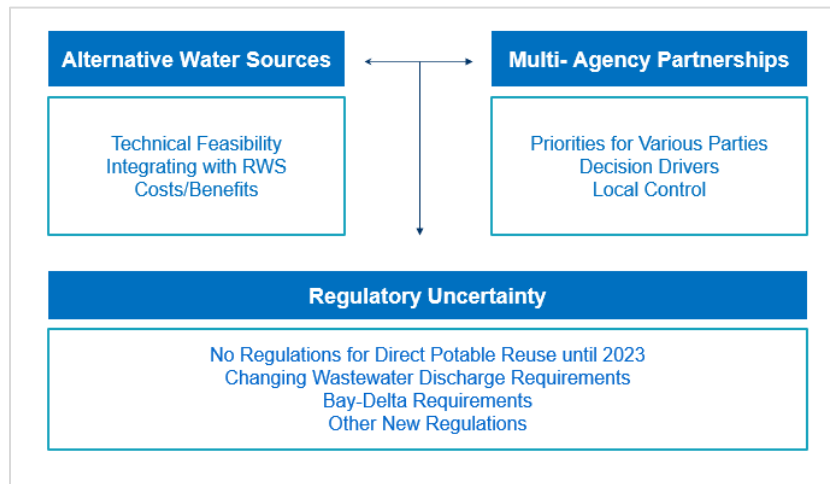 Alternative Water Sources
Multi- Agency Partnerships
Technical Feasibility
Integrating with RWS
Costs/Benefits
Priorities for Various Parties
Decision Drivers
Local Control
Regulatory Uncertainty
No Regulations for Direct Potable Reuse until 2023
Changing Wastewater Discharge Requirements
Bay-Delta Requirements
Other New Regulations